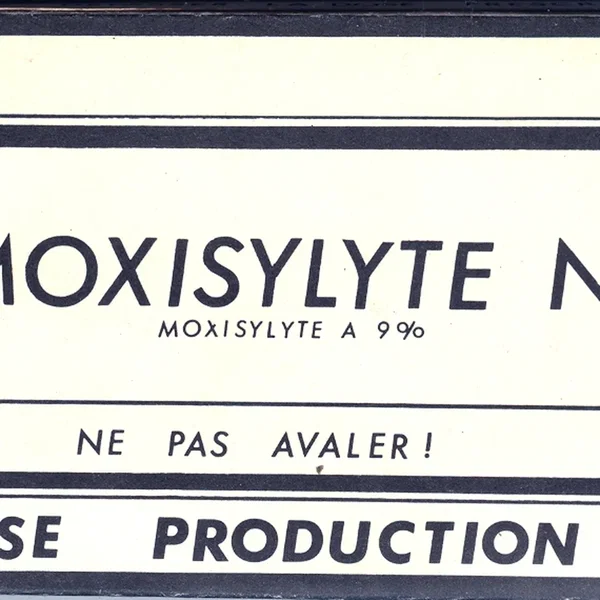 MOXISYLYTE N
MOXISYLYTE A 9%
NE PAS AVALER!
SE PRODUCTION